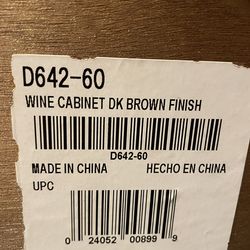 D642-60
WINE CABINET DK BROWN FINISH
D642-60
MADE IN CHINA HECHO EN CHINA
UPC
0 24052 00899 9